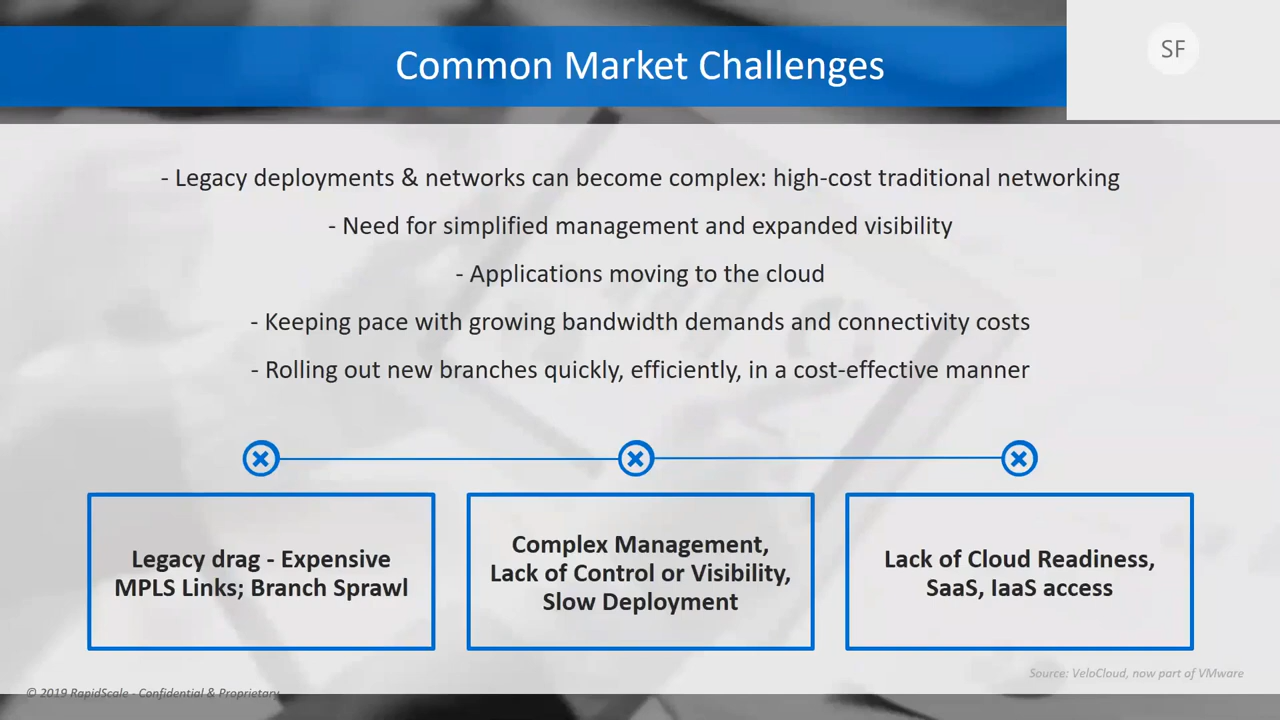 Common Market Challenges
SF
- Legacy deployments & networks can become complex: high-cost traditional networking
- Need for simplified management and expanded visibility
- Applications moving to the cloud
- Keeping pace with growing bandwidth demands and connectivity costs
- Rolling out new branches quickly, efficiently, in a cost-effective manner
Legacy drag - Expensive
MPLS Links; Branch Sprawl
Complex Management,
Lack of Control or Visibility,
Slow Deployment
Lack of Cloud Readiness,
SaaS, IaaS access
Source: VeloCloud, now part of VMware
© 2019 RapidScale - Confidential & Proprietary